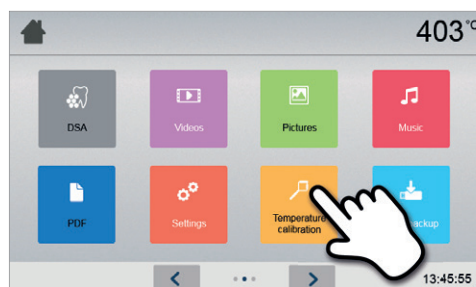 403°C
DSA
Videos
Pictures
Music
PDF
Settings
Temperature
calibration
ackup
13:45:55